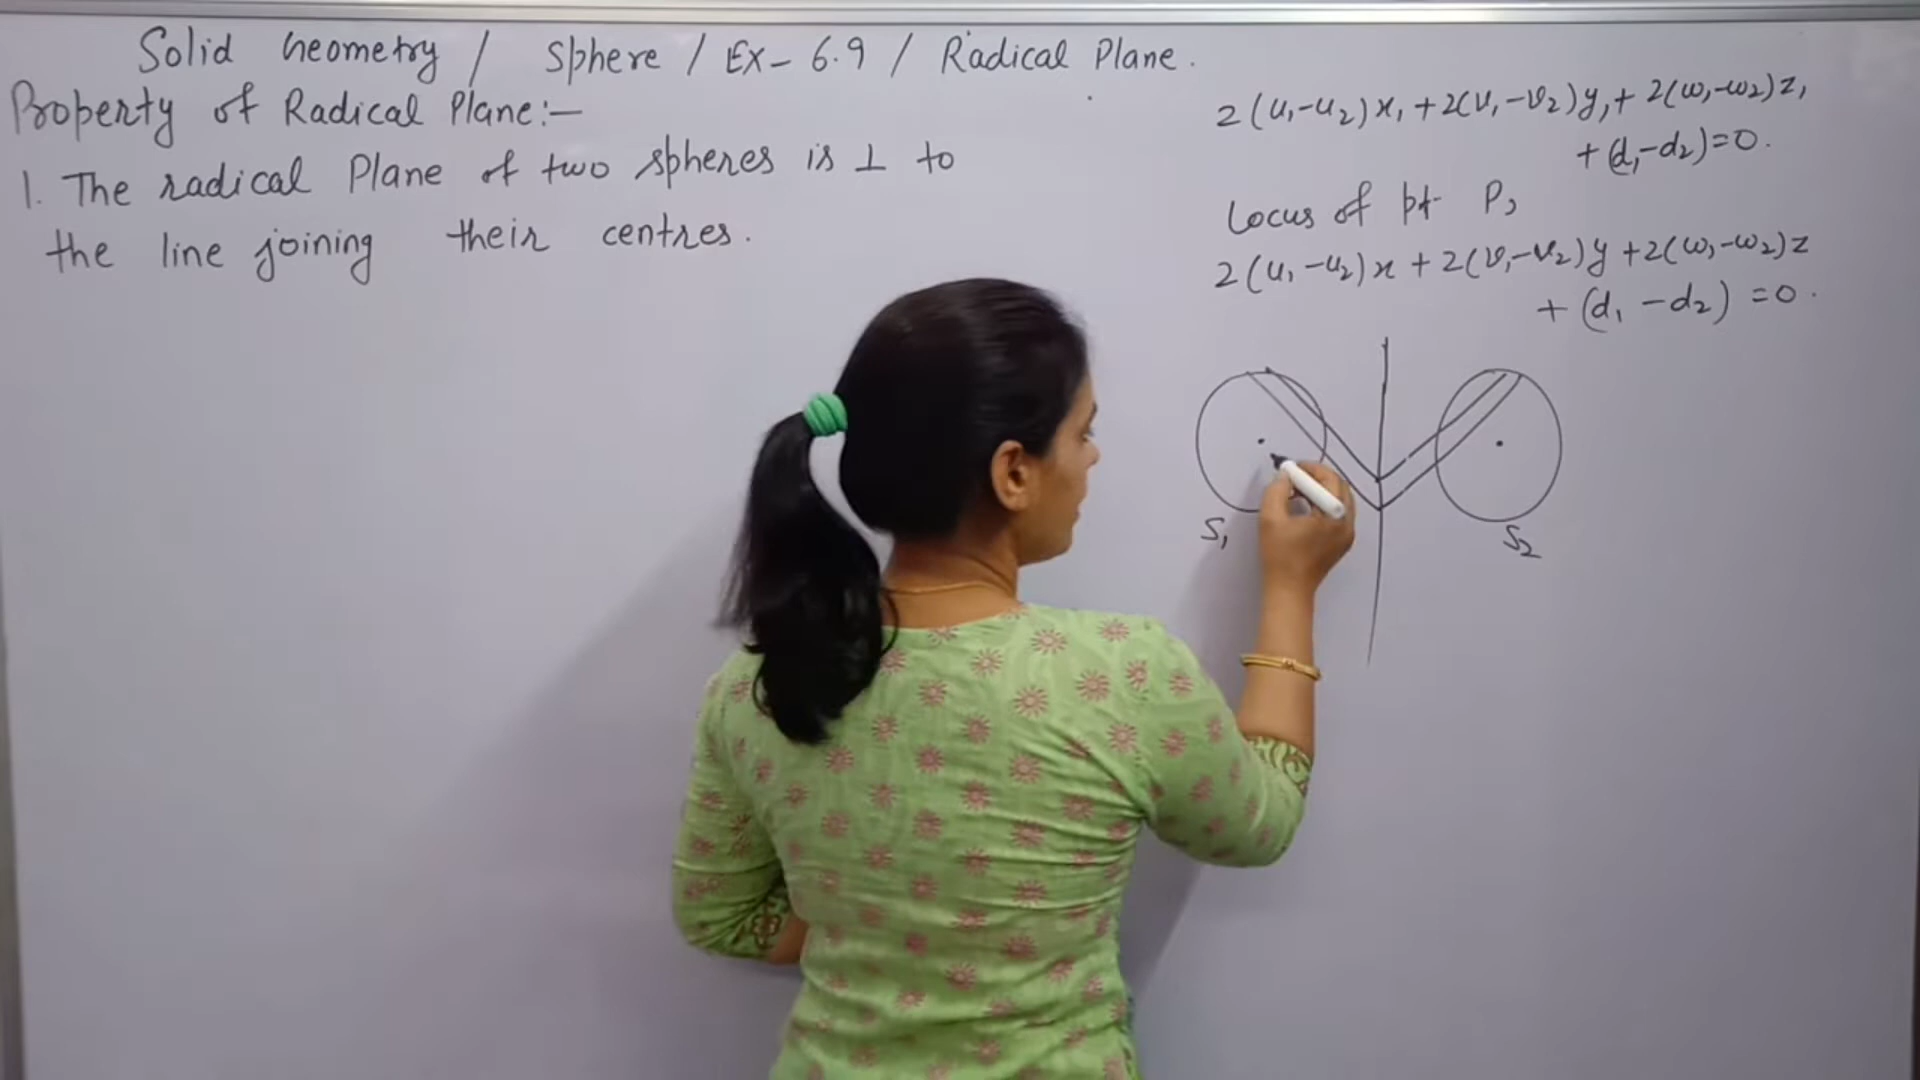 Solid Geometry / Sphere / EX- 6.9 / Radical Plane.
Property of Radical Plane:-
1. The radical Plane of two spheres is ⊥ to
the line joining their centres.
2(u₁-u₂)x₁+2(v₁-v₂)y₁+2(w₁-w₂)z₁
+(d₁-d₂)=0.
Locus of pt P,
2(u₁-u₂)x+2(v₁-v₂)y+2(w₁-w₂)z
+(d₁-d₂)=0.
S₁
S₂